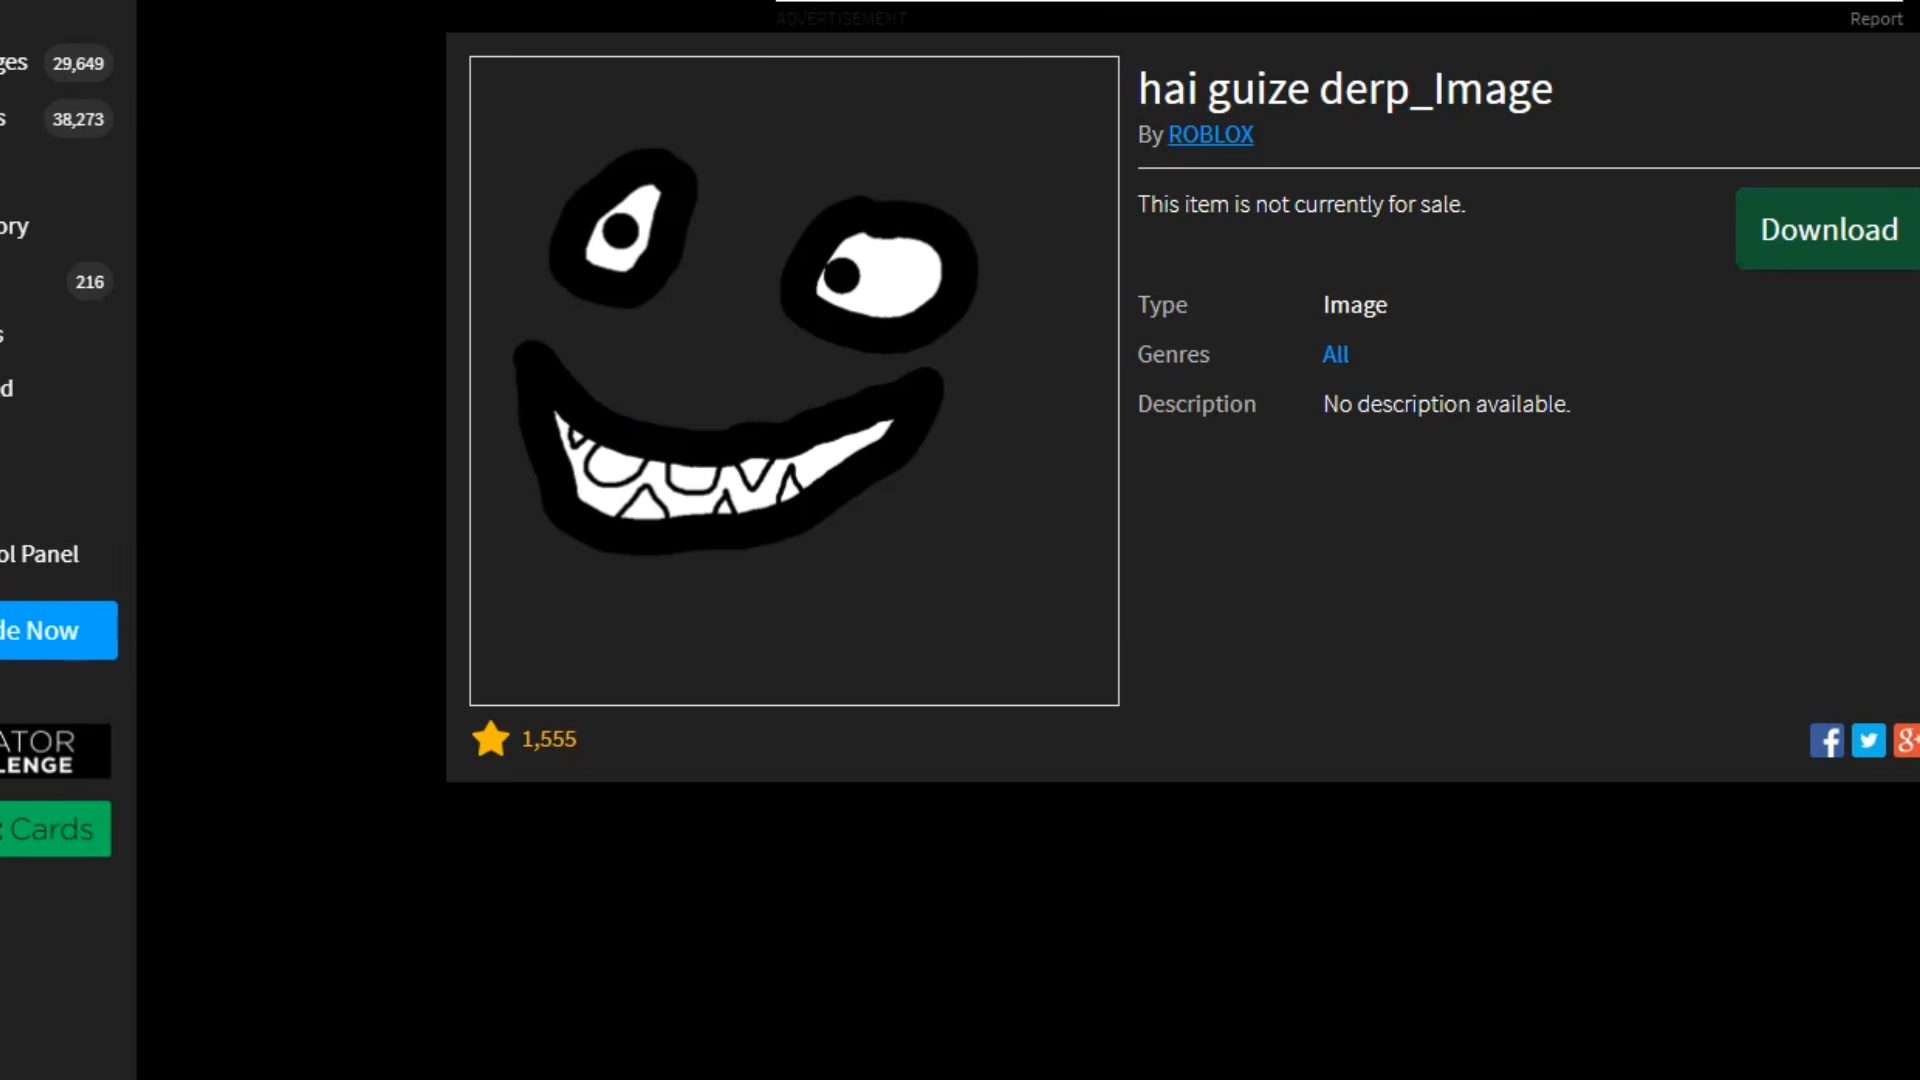 ADVERTISEMENT
Report
ges 29,649
s 38,273
ory
216
s
d
ol Panel
de Now
ATOR
LENGE
Cards
hai guize derp_Image
By ROBLOX
This item is not currently for sale.
Download
Type Image
Genres All
Description No description available.
1,555